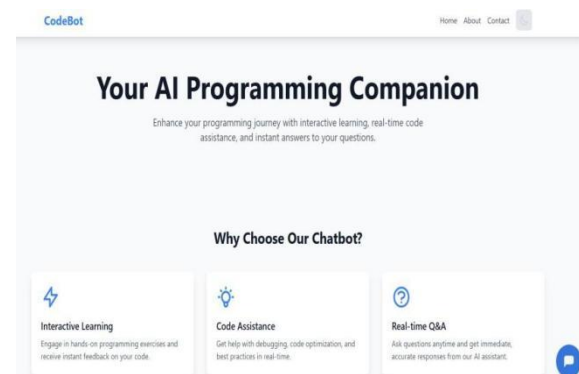 CodeBot
Home About Contact
Your AI Programming Companion
Enhance your programming journey with interactive learning, real-time code
assistance, and instant answers to your questions.
Why Choose Our Chatbot?
Interactive Learning
Engage in hands-on programming exercises and
receive instant feedback on your code.
Code Assistance
Get help with debugging, code optimization, and
best practices in real-time.
Real-time Q&A
Ask questions anytime and get immediate,
accurate responses from our AI assistant.